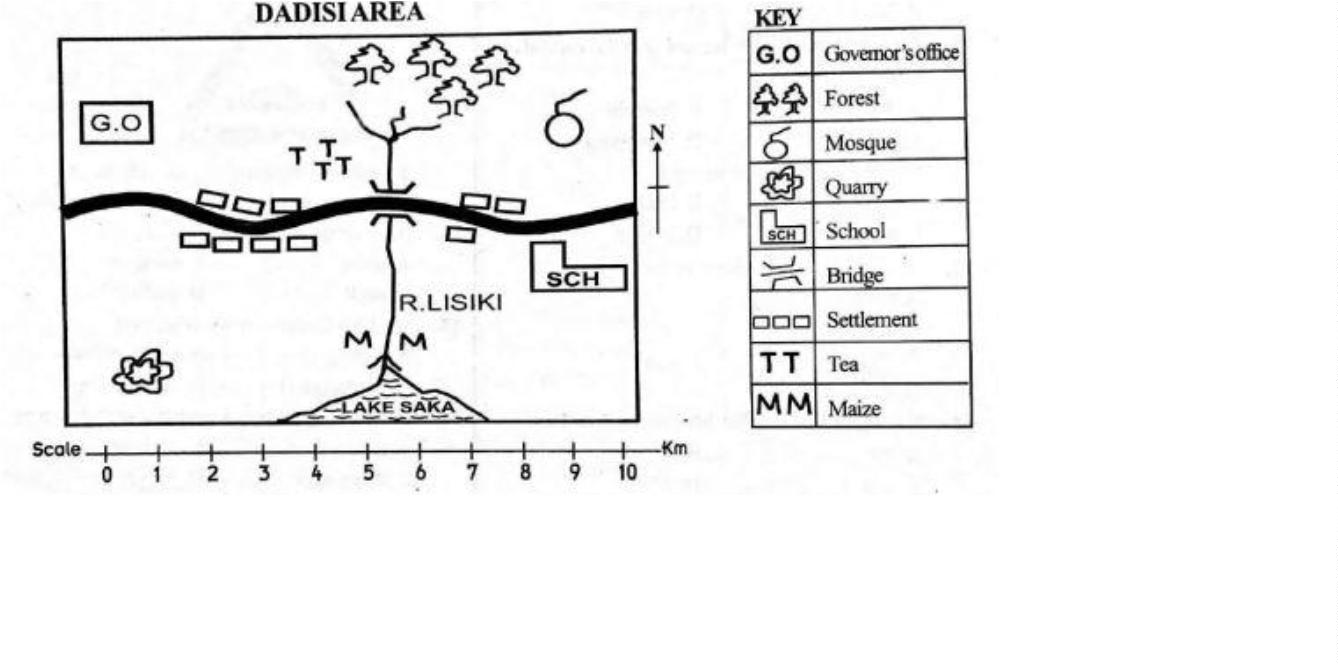 DADISI AREA
G.O
T T
T T
N
SCH
R.LISIKI
M M
LAKE SAKA
Scale Km
0 1 2 3 4 5 6 7 8 9 10
KEY
G.O Governor's office
Forest
Mosque
Quarry
SCH School
Bridge
Settlement
TT Tea
MM Maize